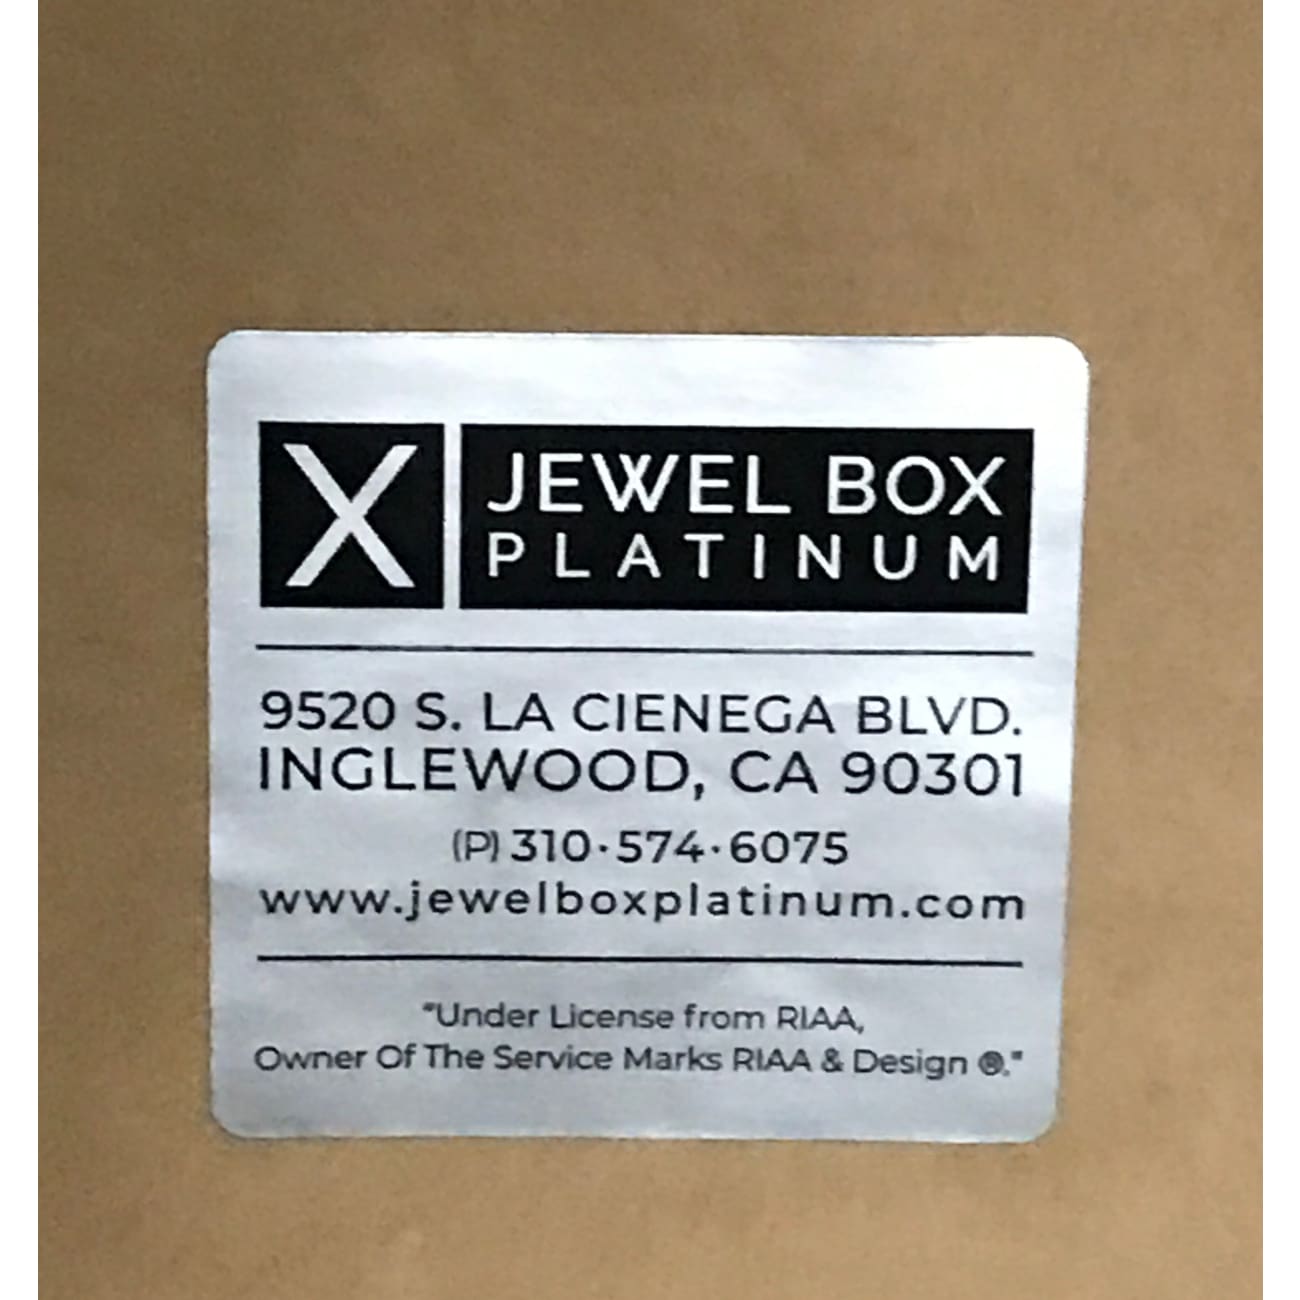 X JEWEL BOX
PLATINUM
9520 S. LA CIENEGA BLVD.
INGLEWOOD, CA 90301
(P) 310·574·6075
www.jewelboxplatinum.com
"Under License from RIAA,
Owner Of The Service Marks RIAA & Design ®."